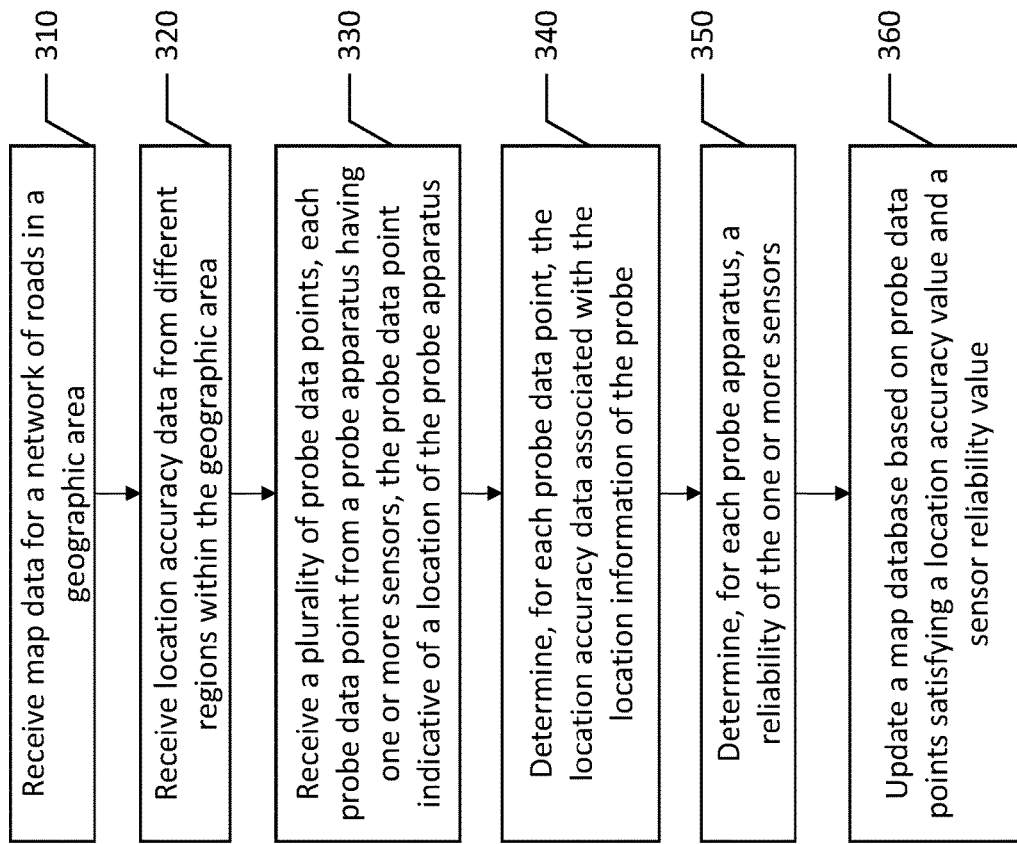 Receive map data for a network of roads in a
geographic area
310
Receive location accuracy data from different
regions within the geographic area
320
Receive a plurality of probe data points, each
probe data point from a probe apparatus having
one or more sensors, the probe data point
indicative of a location of the probe apparatus
330
Determine, for each probe data point, the
location accuracy data associated with the
location information of the probe
340
Determine, for each probe apparatus, a
reliability of the one or more sensors
350
Update a map database based on probe data
points satisfying a location accuracy value and a
sensor reliability value
360